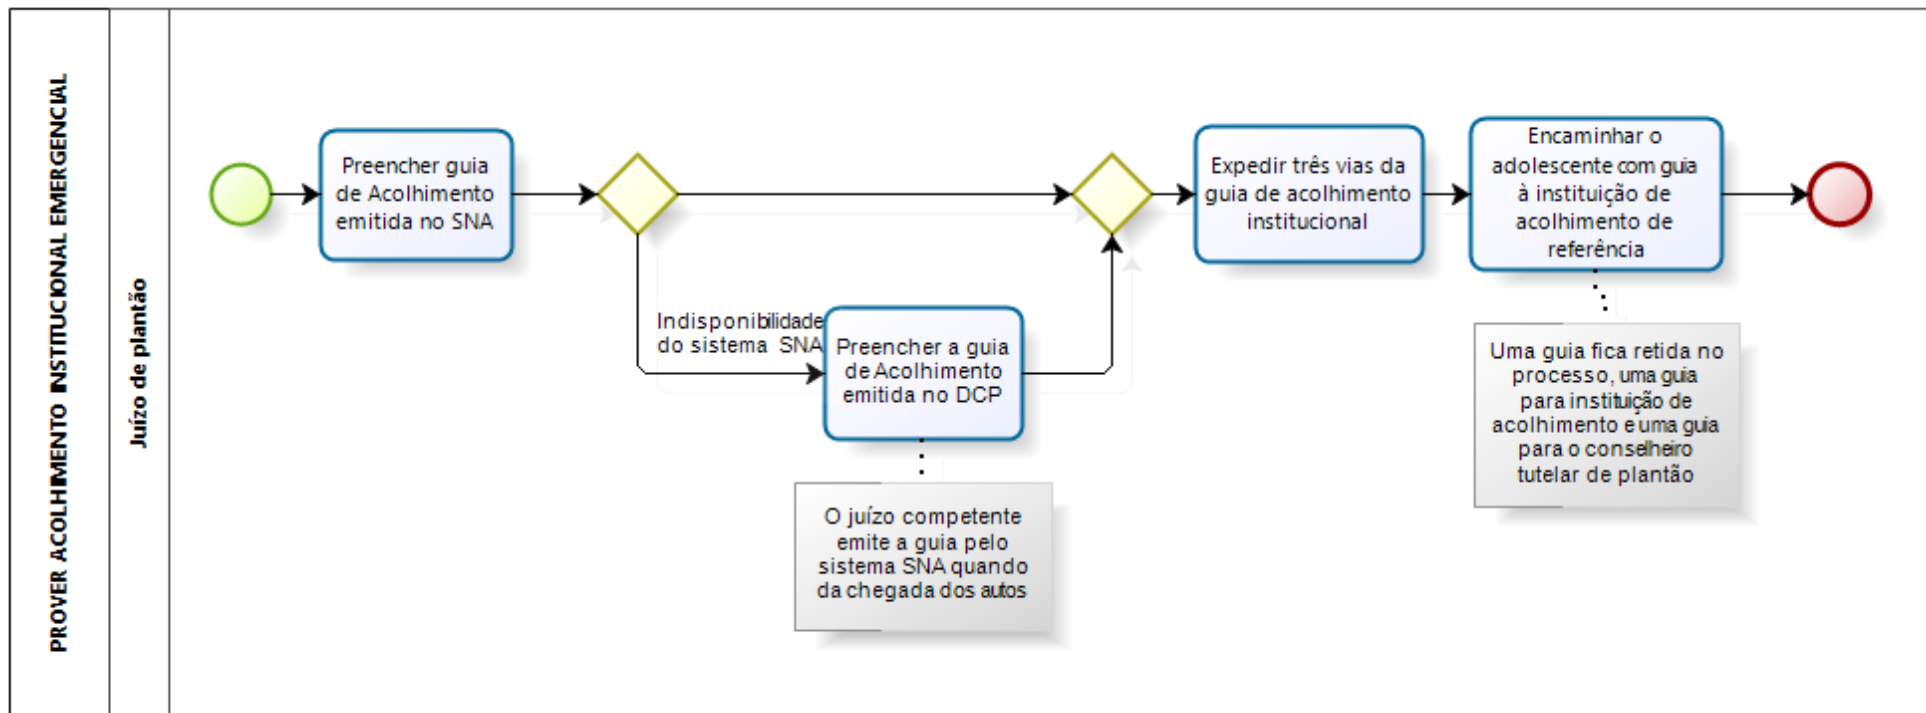 PROVER ACOLHIMENTO INSTITUCIONAL EMERGENCIAL
Juízo de plantão
Preencher guia
de Acolhimento
emitida no SNA
Indisponibilidade
do sistema SNA
Preencher a guia
de Acolhimento
emitida no DCP
O juízo competente
emite a guia pelo
sistema SNA quando
da chegada dos autos
Expedir três vias da
guia de acolhimento
institucional
Encaminhar o
adolescente com guia
à instituição de
acolhimento de
referência
Uma guia fica retida no
processo, uma guia
para instituição de
acolhimento e uma guia
para o conselheiro
tutelar de plantão